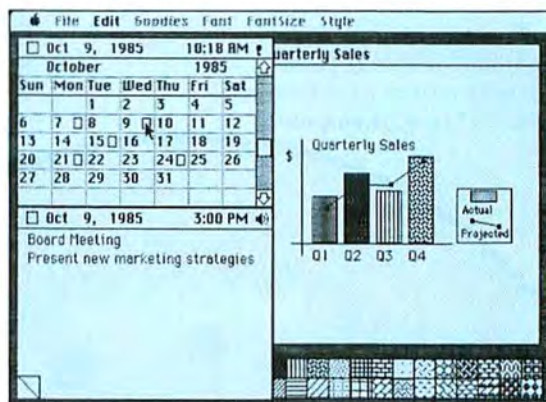 File Edit Goodies Font FontSize Style
Oct 9, 1985 10:18 AM
October 1985
Sun Mon Tue Wed Thu Fri Sat
1 2 3 4 5
6 7 8 9 10 11 12
13 14 15 16 17 18 19
20 21 22 23 24 25 26
27 28 29 30 31
Oct 9, 1985 3:00 PM
Board Meeting
Present new marketing strategies
uarterly Sales
Quarterly Sales
$
Q1 Q2 Q3 Q4
Actual
Projected